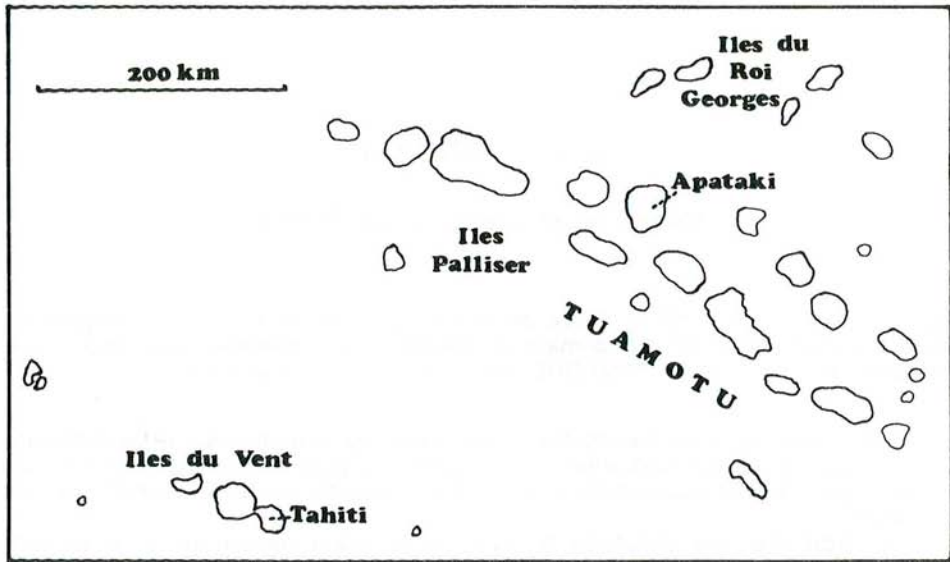 200 km
Iles du
Roi
Georges
Apataki
Iles
Palliser
TUAMOTU
Iles du Vent
Tahiti